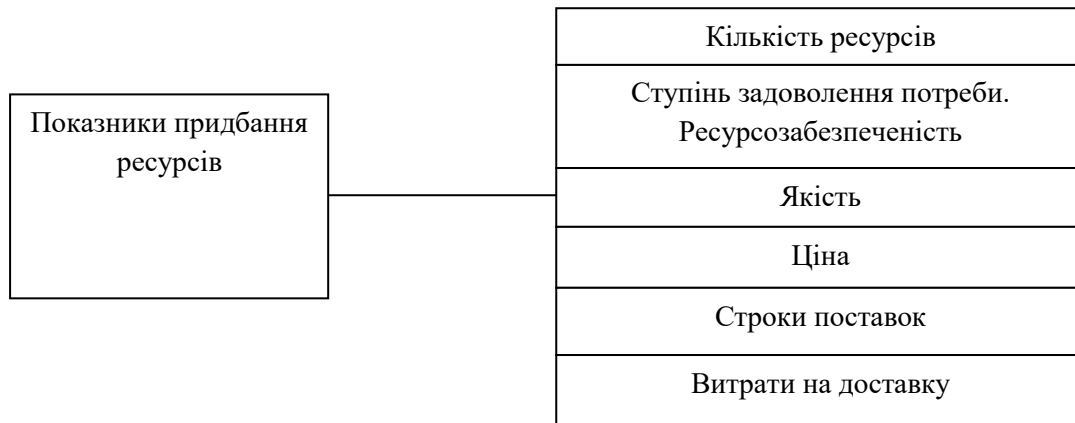 Показники придбання
ресурсів
Кількість ресурсів
Ступінь задоволення потреби.
Ресурсозабезпеченість
Якість
Ціна
Строки поставок
Витрати на доставку